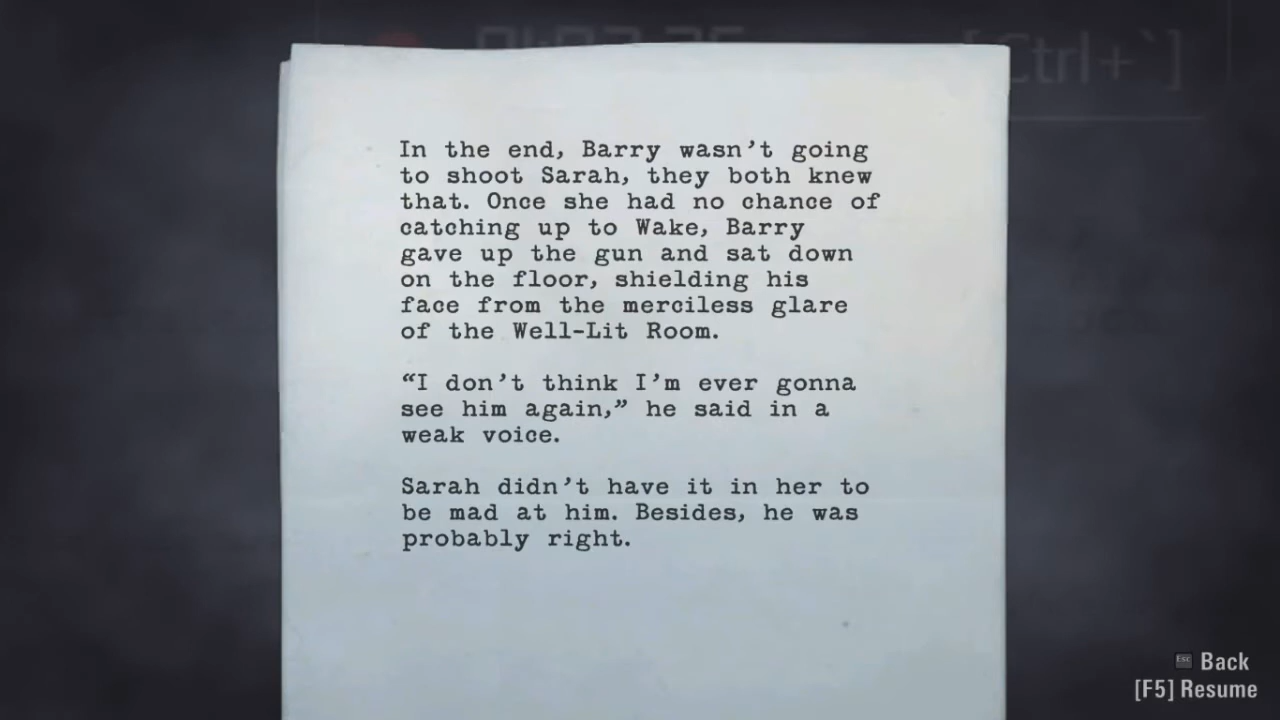 [Ctrl+`]
In the end, Barry wasn’t going
to shoot Sarah, they both knew
that. Once she had no chance of
catching up to Wake, Barry
gave up the gun and sat down
on the floor, shielding his
face from the merciless glare
of the Well-Lit Room.
“I don’t think I’m ever gonna
see him again,” he said in a
weak voice.
Sarah didn’t have it in her to
be mad at him. Besides, he was
probably right.
Esc Back
[F5] Resume